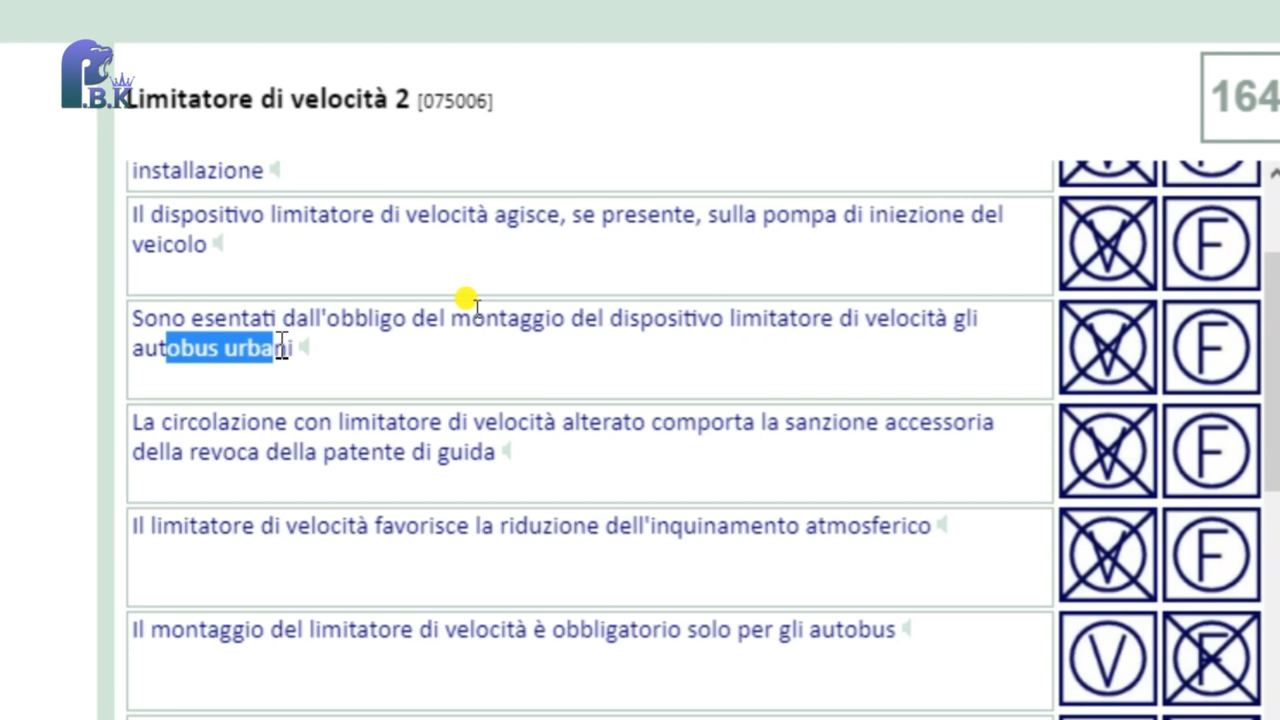 P.B.K
Limitatore di velocità 2 [075006]
164
installazione
Il dispositivo limitatore di velocità agisce, se presente, sulla pompa di iniezione del
veicolo
V F
Sono esentati dall'obbligo del montaggio del dispositivo limitatore di velocità gli
autobus urbani
V F
La circolazione con limitatore di velocità alterato comporta la sanzione accessoria
della revoca della patente di guida
V F
Il limitatore di velocità favorisce la riduzione dell'inquinamento atmosferico
V F
Il montaggio del limitatore di velocità è obbligatorio solo per gli autobus
V F